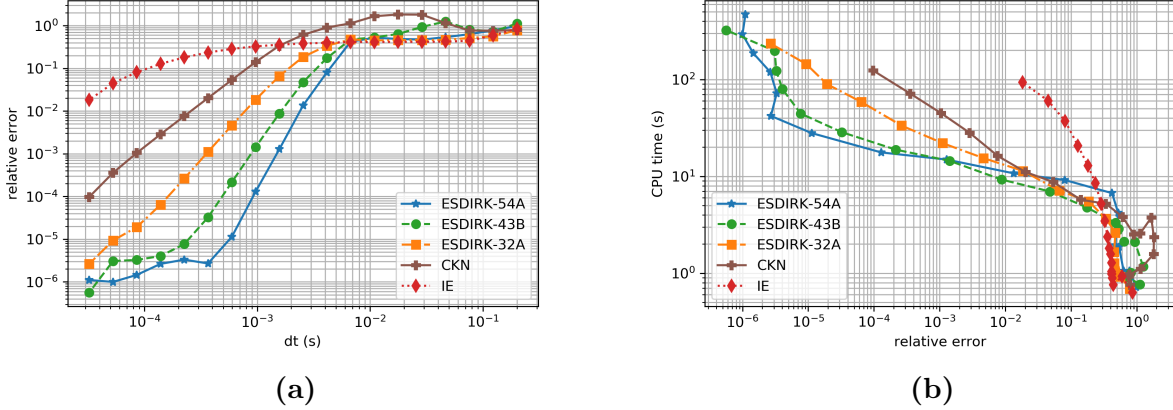 10^1
10^0
10^-1
10^-2
10^-3
10^-4
10^-5
10^-6
relative error
10^-4
10^-3
10^-2
10^-1
dt (s)
ESDIRK-54A
ESDIRK-43B
ESDIRK-32A
CKN
IE
(a)
10^2
10^1
10^0
CPU time (s)
10^-6
10^-5
10^-4
10^-3
10^-2
10^-1
10^0
relative error
ESDIRK-54A
ESDIRK-43B
ESDIRK-32A
CKN
IE
(b)